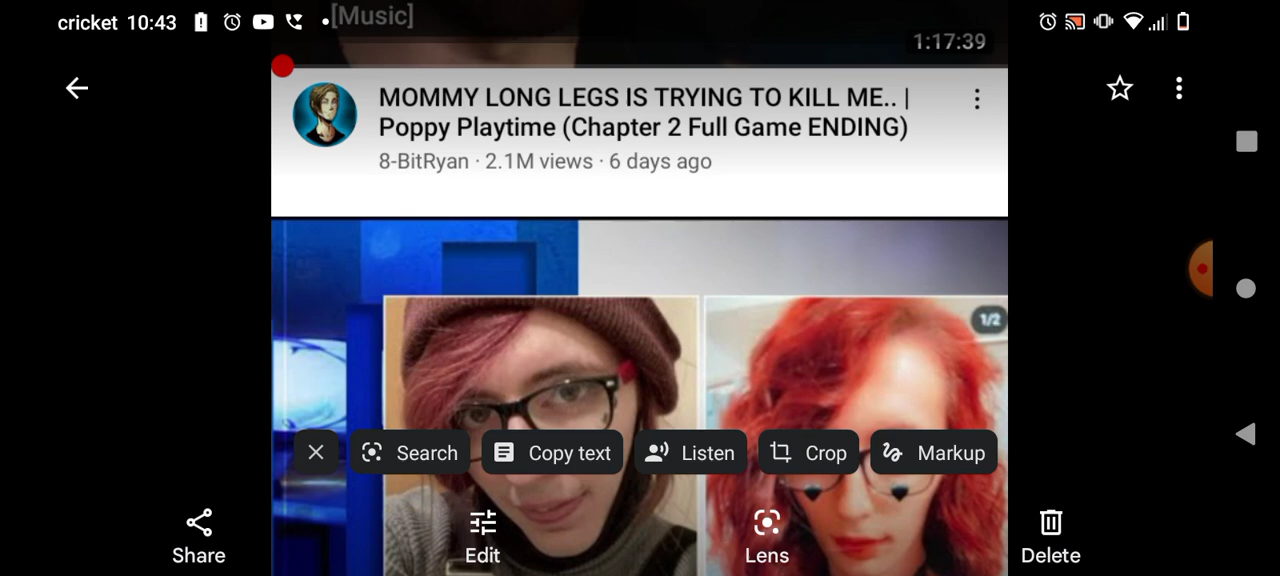 cricket 10:43
[Music]
1:17:39
MOMMY LONG LEGS IS TRYING TO KILL ME.. |
Poppy Playtime (Chapter 2 Full Game ENDING)
8-BitRyan · 2.1M views · 6 days ago
1/2
Search Copy text Listen Crop Markup
Share Edit Lens Delete